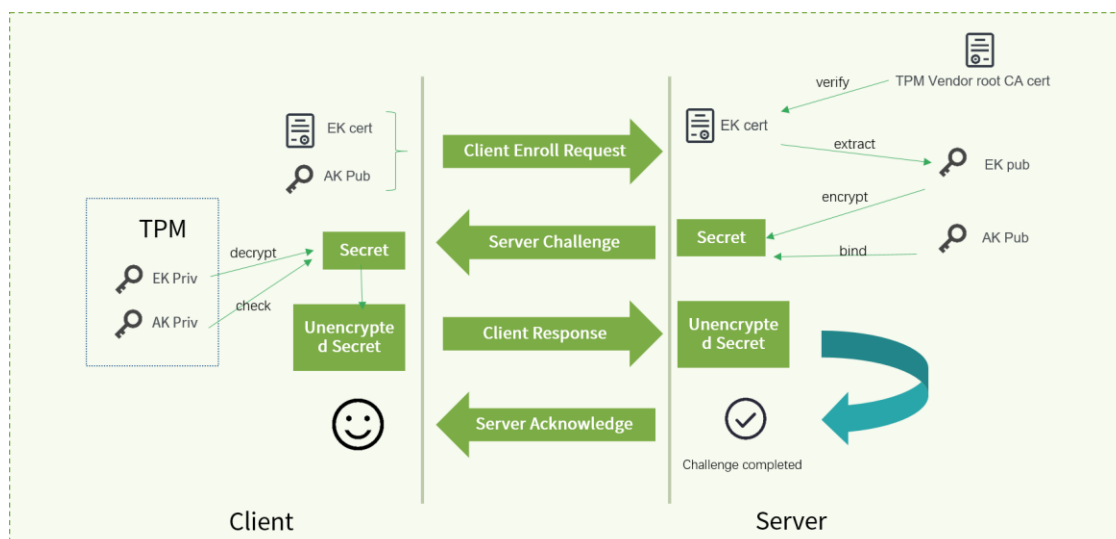 TPM Vendor root CA cert
verify
EK cert
AK Pub
Client Enroll Request
EK cert
extract
EK pub
encrypt
TPM
EK Priv
AK Priv
decrypt
check
Secret
Server Challenge
Secret
bind
AK Pub
Unencrypte
d Secret
Client Response
Unencrypte
d Secret
Server Acknowledge
Challenge completed
Client
Server